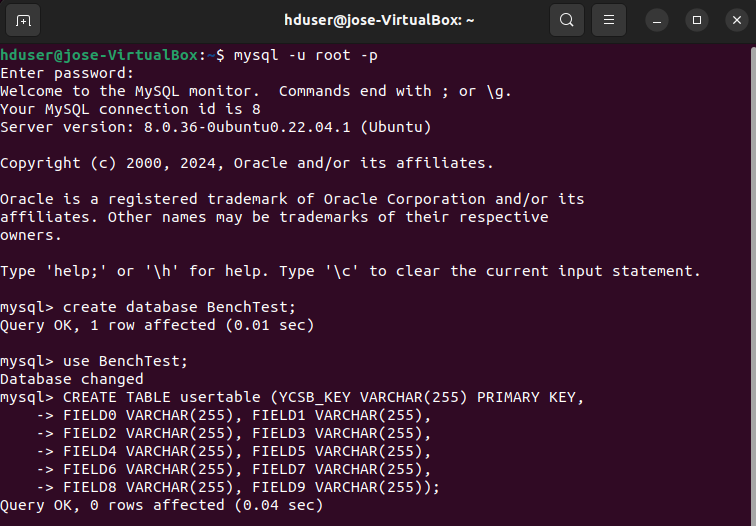 hduser@jose-VirtualBox: ~
hduser@jose-VirtualBox:~$ mysql -u root -p
Enter password:
Welcome to the MySQL monitor.  Commands end with ; or \g.
Your MySQL connection id is 8
Server version: 8.0.36-0ubuntu0.22.04.1 (Ubuntu)

Copyright (c) 2000, 2024, Oracle and/or its affiliates.

Oracle is a registered trademark of Oracle Corporation and/or its
affiliates. Other names may be trademarks of their respective
owners.

Type 'help;' or '\h' for help. Type '\c' to clear the current input statement.

mysql> create database BenchTest;
Query OK, 1 row affected (0.01 sec)

mysql> use BenchTest;
Database changed
mysql> CREATE TABLE usertable (YCSB_KEY VARCHAR(255) PRIMARY KEY,
    -> FIELD0 VARCHAR(255), FIELD1 VARCHAR(255),
    -> FIELD2 VARCHAR(255), FIELD3 VARCHAR(255),
    -> FIELD4 VARCHAR(255), FIELD5 VARCHAR(255),
    -> FIELD6 VARCHAR(255), FIELD7 VARCHAR(255),
    -> FIELD8 VARCHAR(255), FIELD9 VARCHAR(255));
Query OK, 0 rows affected (0.04 sec)